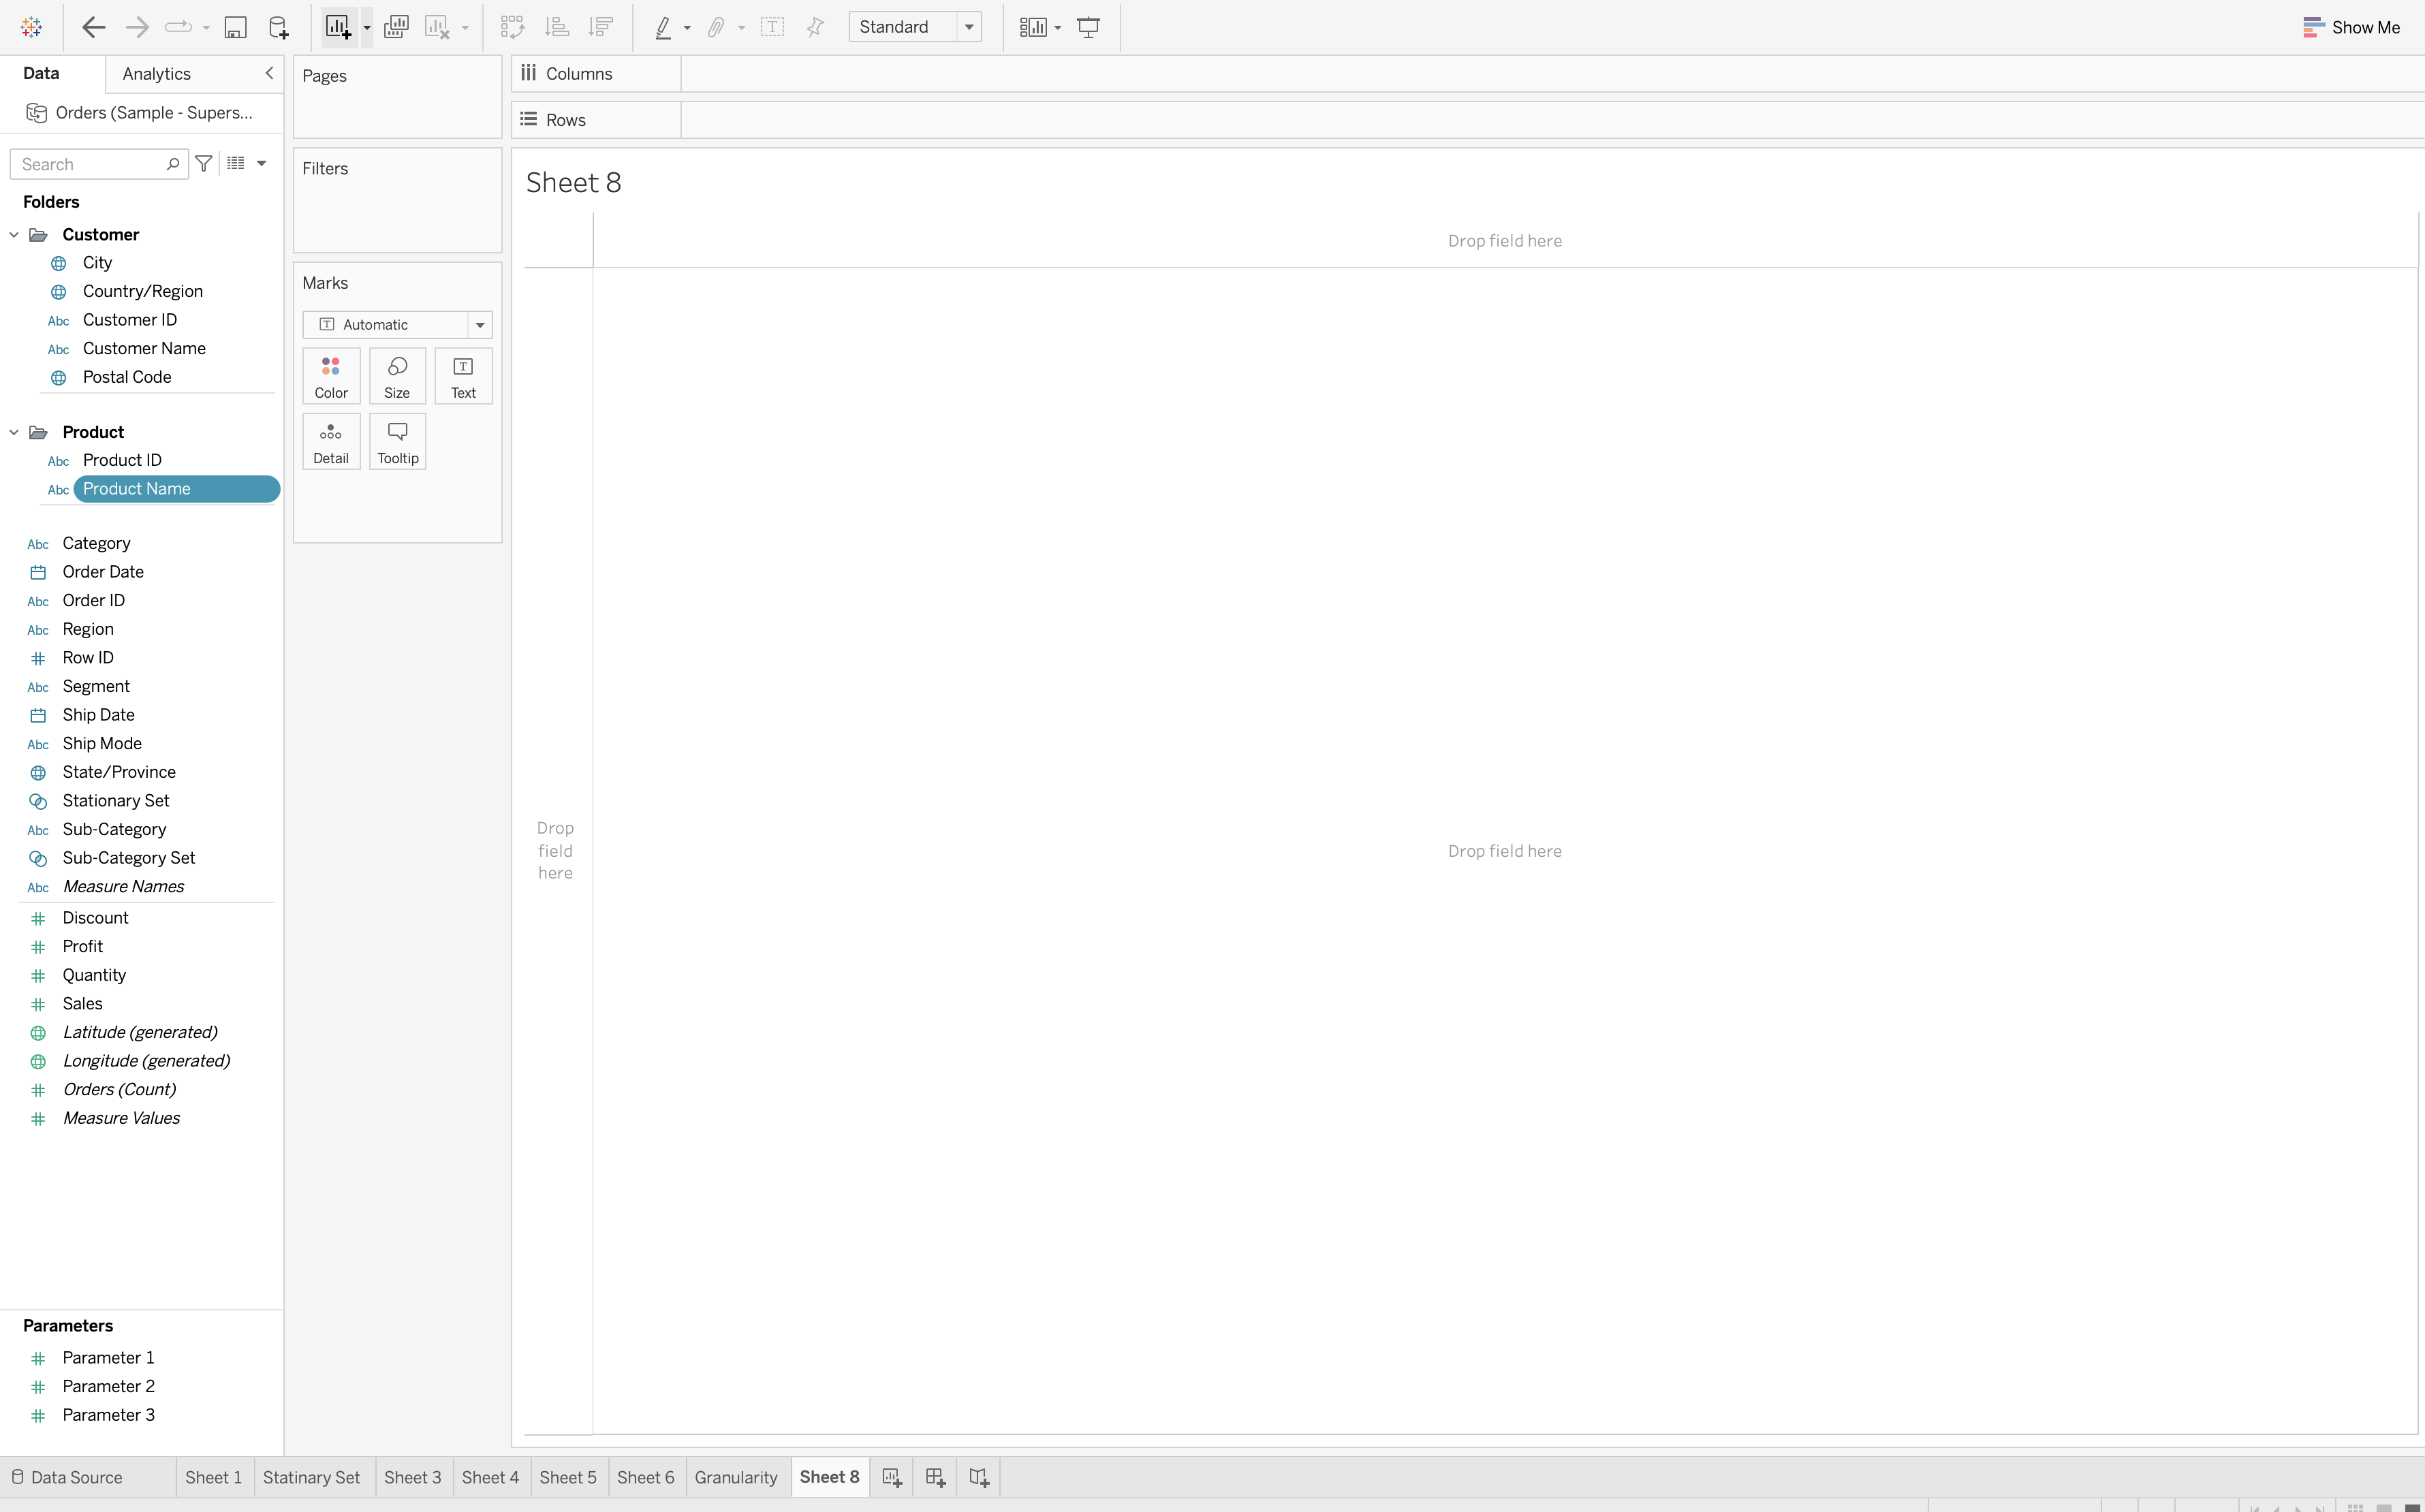 Standard
Show Me
Data
Analytics
Orders (Sample - Supers...
Search
Folders
Customer
City
Country/Region
Abc Customer ID
Abc Customer Name
Postal Code
Product
Abc Product ID
Abc Product Name
Abc Category
Order Date
Abc Order ID
Abc Region
Row ID
Abc Segment
Ship Date
Abc Ship Mode
State/Province
Stationary Set
Abc Sub-Category
Sub-Category Set
Abc Measure Names
Discount
Profit
Quantity
Sales
Latitude (generated)
Longitude (generated)
Orders (Count)
Measure Values
Parameters
Parameter 1
Parameter 2
Parameter 3
Pages
Filters
Marks
T Automatic
Color
Size
T Text
Detail
Tooltip
Columns
Rows
Sheet 8
Drop field here
Drop
field
here
Drop field here
Data Source
Sheet 1
Statinary Set
Sheet 3
Sheet 4
Sheet 5
Sheet 6
Granularity
Sheet 8